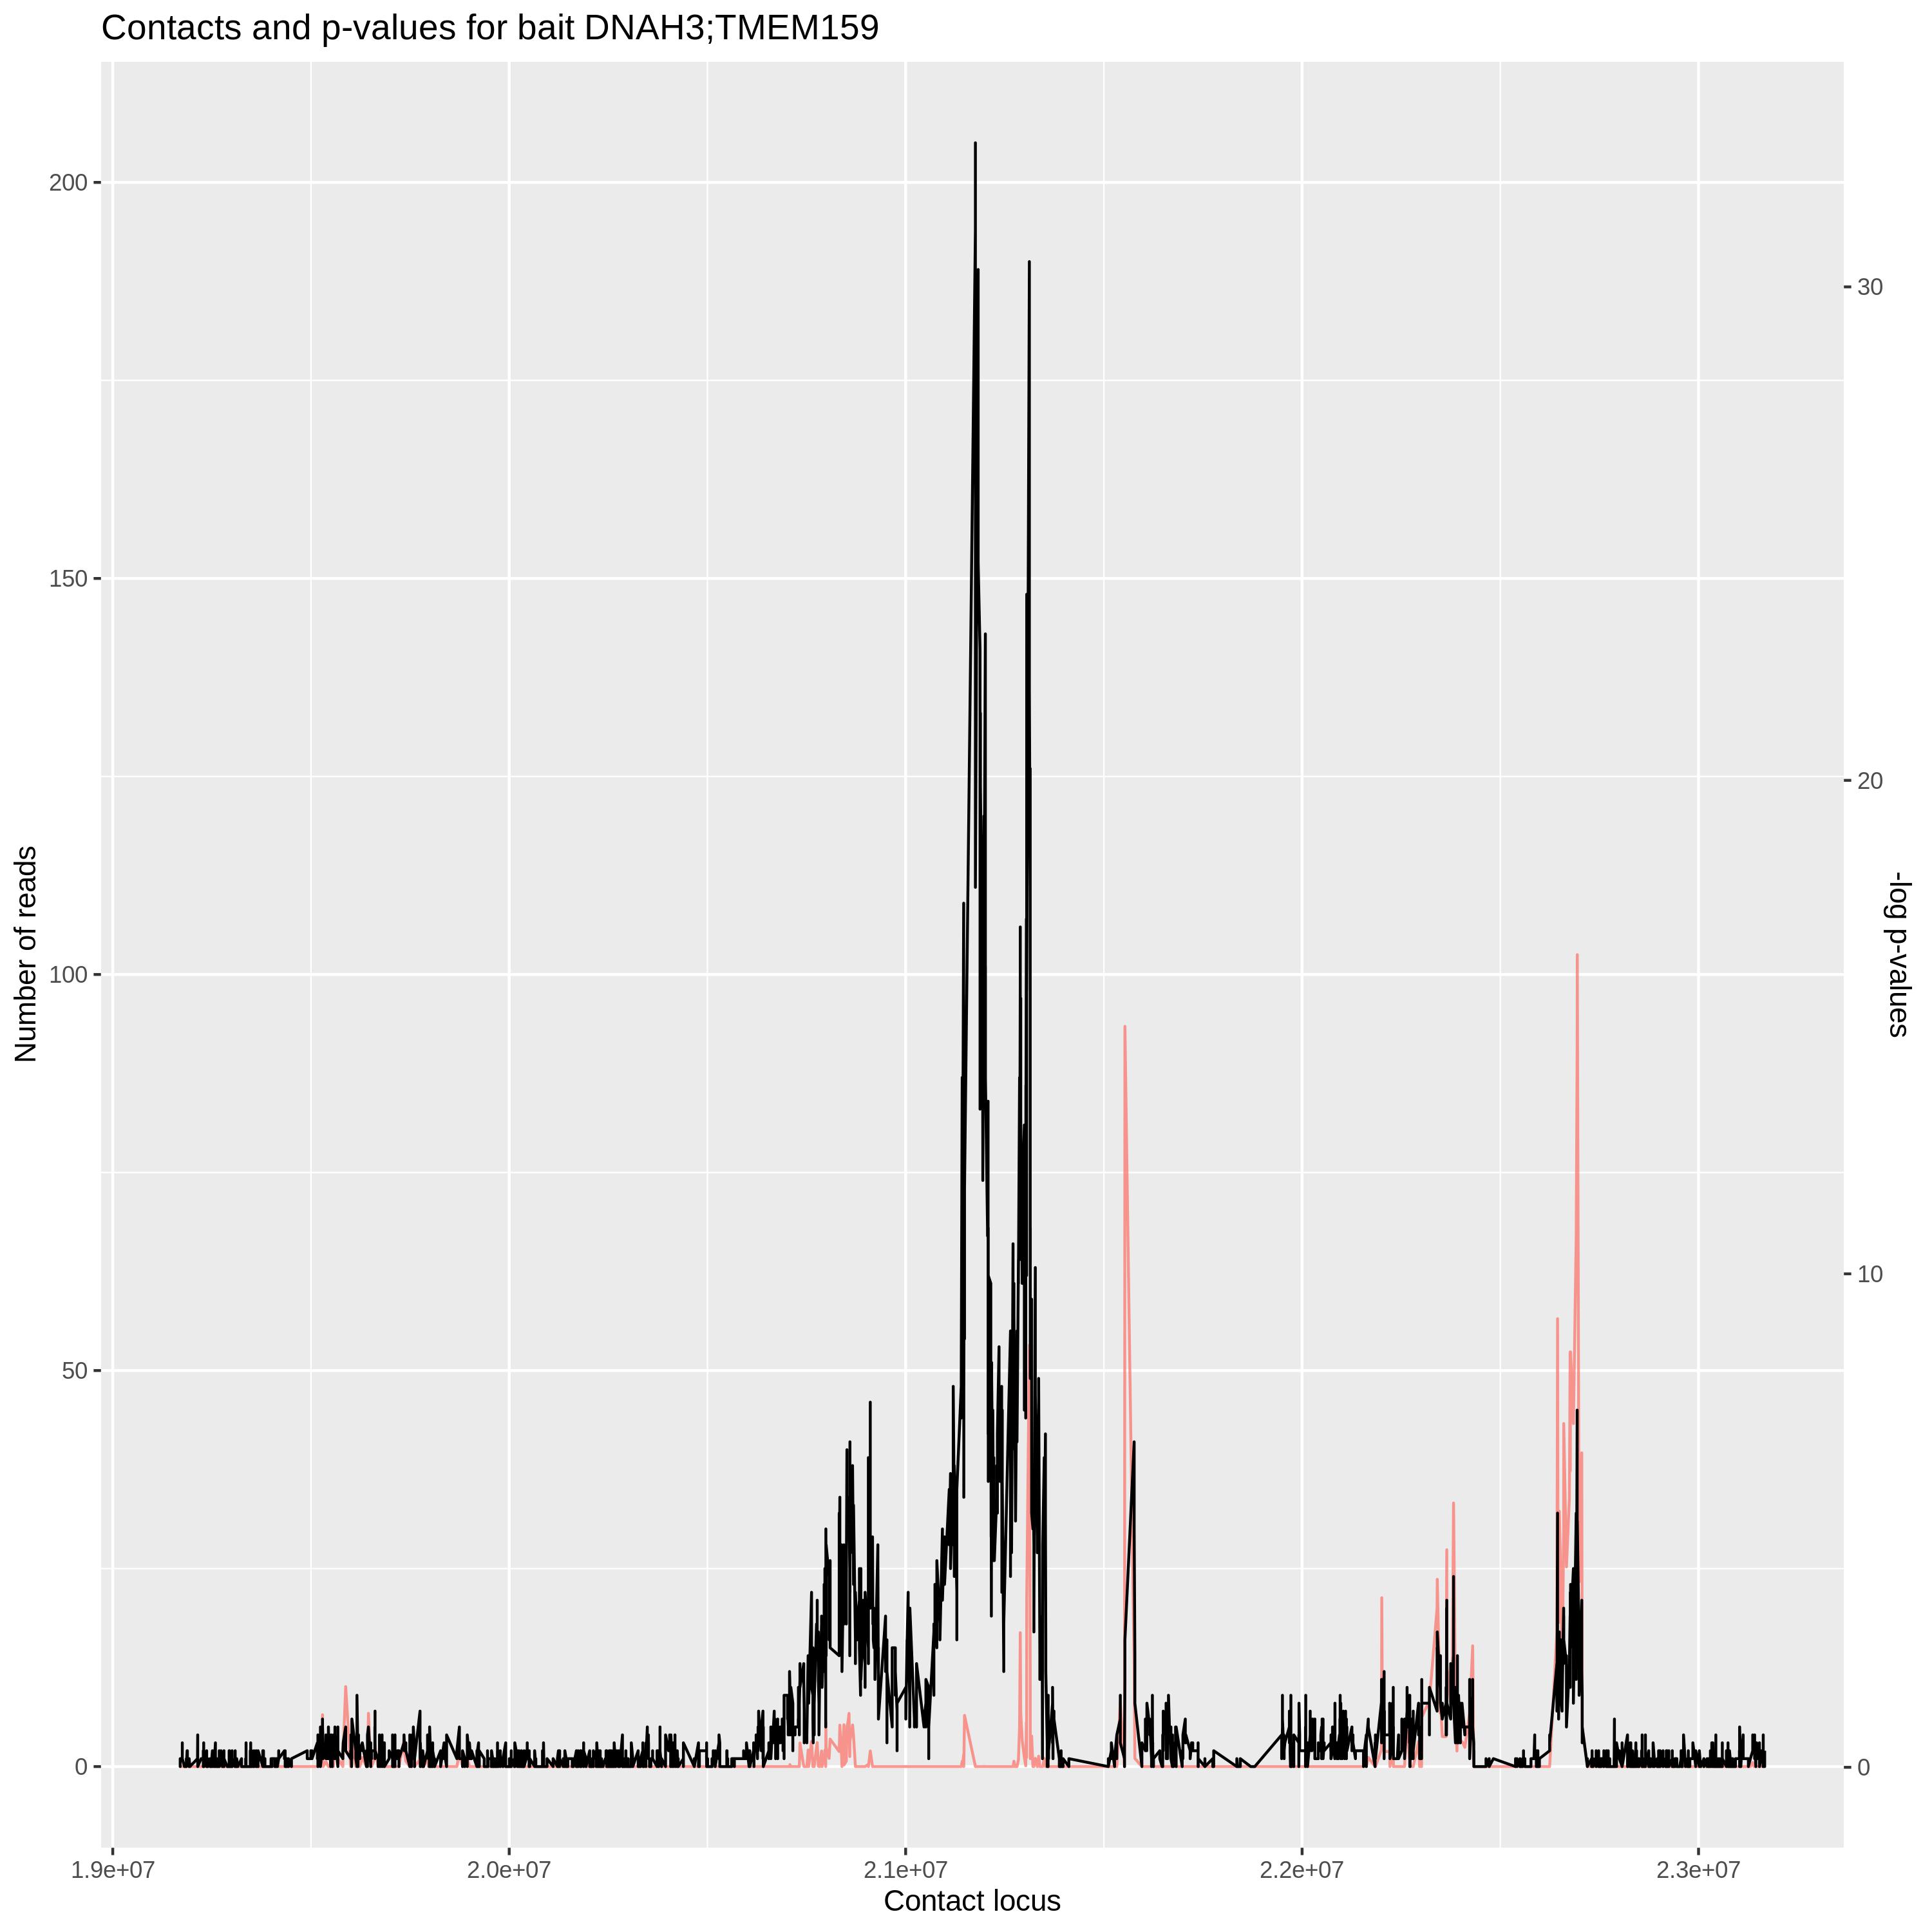 Contacts and p-values for bait DNAH3;TMEM159
Number of reads
200
150
100
50
0
30
20
10
0
-log p-values
1.9e+07 2.0e+07 2.1e+07 2.2e+07 2.3e+07
Contact locus